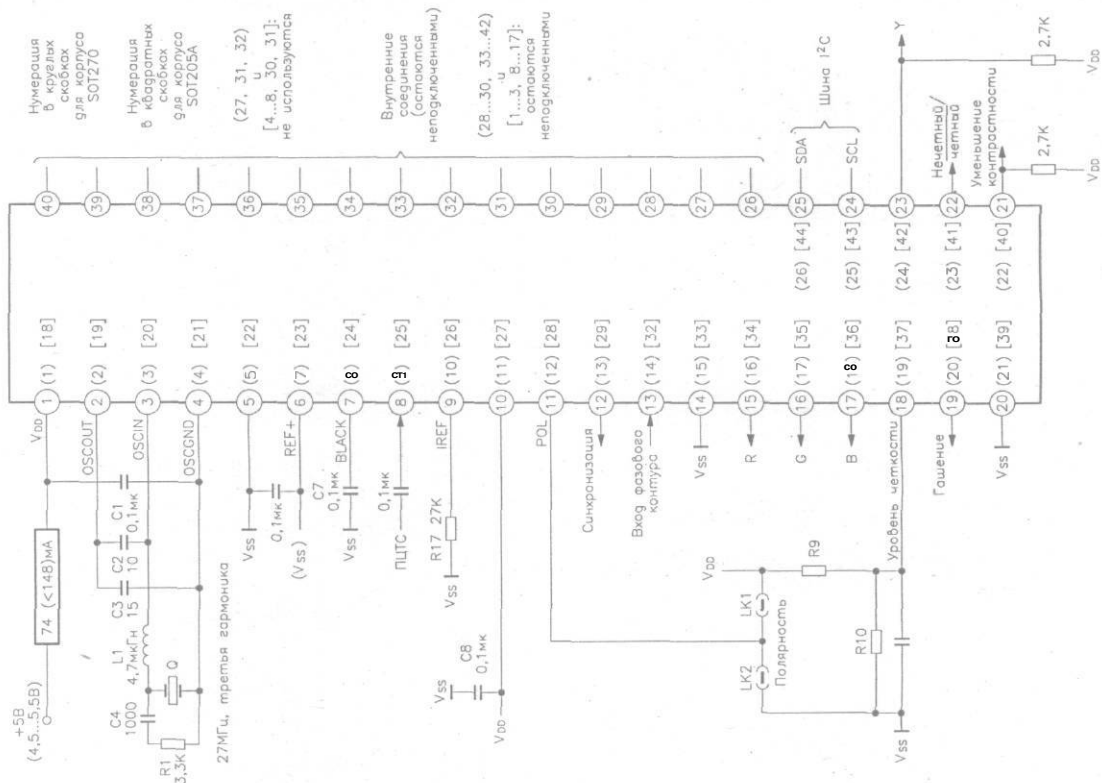 Нумерация
в круглых
скобках
для корпуса
SOT270
Нумерация
в квадратных
скобках
для корпуса
SOT205A
(27, 31, 32)
и
[4...8, 30, 31]:
не используются
Внутренние
соединения
(остаются
неподключенными)
(28...30, 33...42)
и
[1...3, 8...17]:
остаются
неподключенными
SDA
SCL
Шина I²C
Y
Нечетный/
четный
Уменьшение
контрастности
2,7К
VDD
2,7К
VDD
40
39
38
37
36
35
34
33
32
31
30
29
28
27
26
25
24
23
22
21
(26) [44]
(25) [43]
(24) [42]
(23) [41]
(22) [40]
1 (1) [18]
2 (2) [19]
3 (3) [20]
4 (4) [21]
5 (5) [22]
6 (7) [23]
7 (8) [24]
8 (9) [25]
9 (10) [26]
10 (11) [27]
11 (12) [28]
12 (13) [29]
13 (14) [32]
14 (15) [33]
15 (16) [34]
16 (17) [35]
17 (18) [36]
18 (19) [37]
19 (20) [38]
20 (21) [39]
VDD
OSCOUT
OSCIN
OSCGND
REF+
BLACK
IREF
POL
Синхронизация
Вход фазового
контура
VSS
R
G
B
Уровень четкости
Гашение
VSS
+5В
(4,5...5,5В)
74 (<148)мА
C1
0,1мк
C2
10
C3
15
L1
4,7мкГн
Q
C4
1000
R1
3,3К
27МГц, третья гармоника
VSS
0,1мк
(VSS)
C7
0,1мк
VSS
0,1мк
ПЦТС
R17 27К
VSS
VSS
C8
0,1мк
VDD
VDD
LK1
LK2
Полярность
R9
R10
VSS